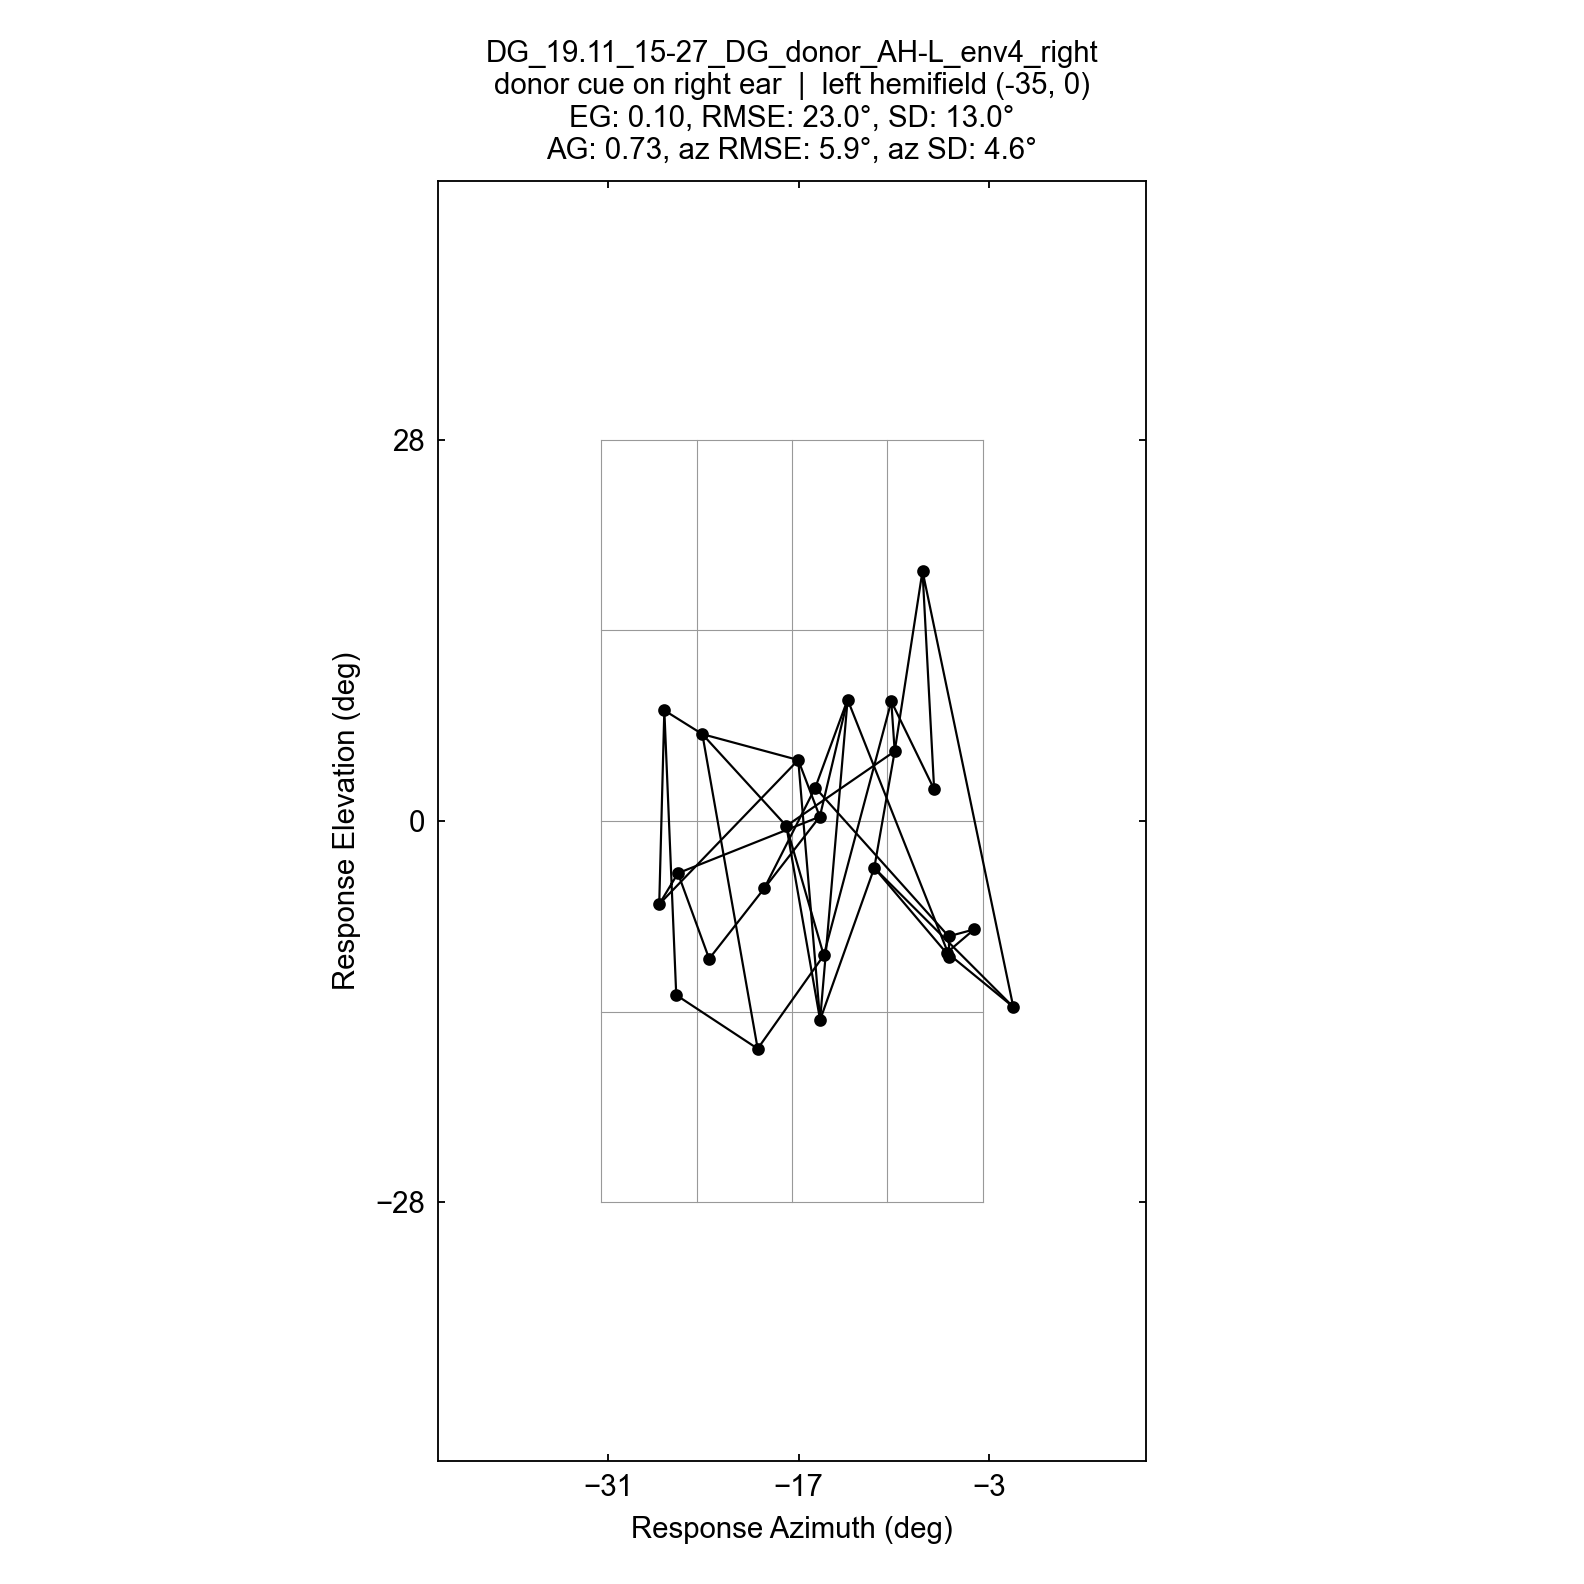 DG_19.11_15-27_DG_donor_AH-L_env4_right
donor cue on right ear | left hemifield (-35, 0)
EG: 0.10, RMSE: 23.0°, SD: 13.0°
AG: 0.73, az RMSE: 5.9°, az SD: 4.6°
28
0
−28
Response Elevation (deg)
−31
−17
−3
Response Azimuth (deg)